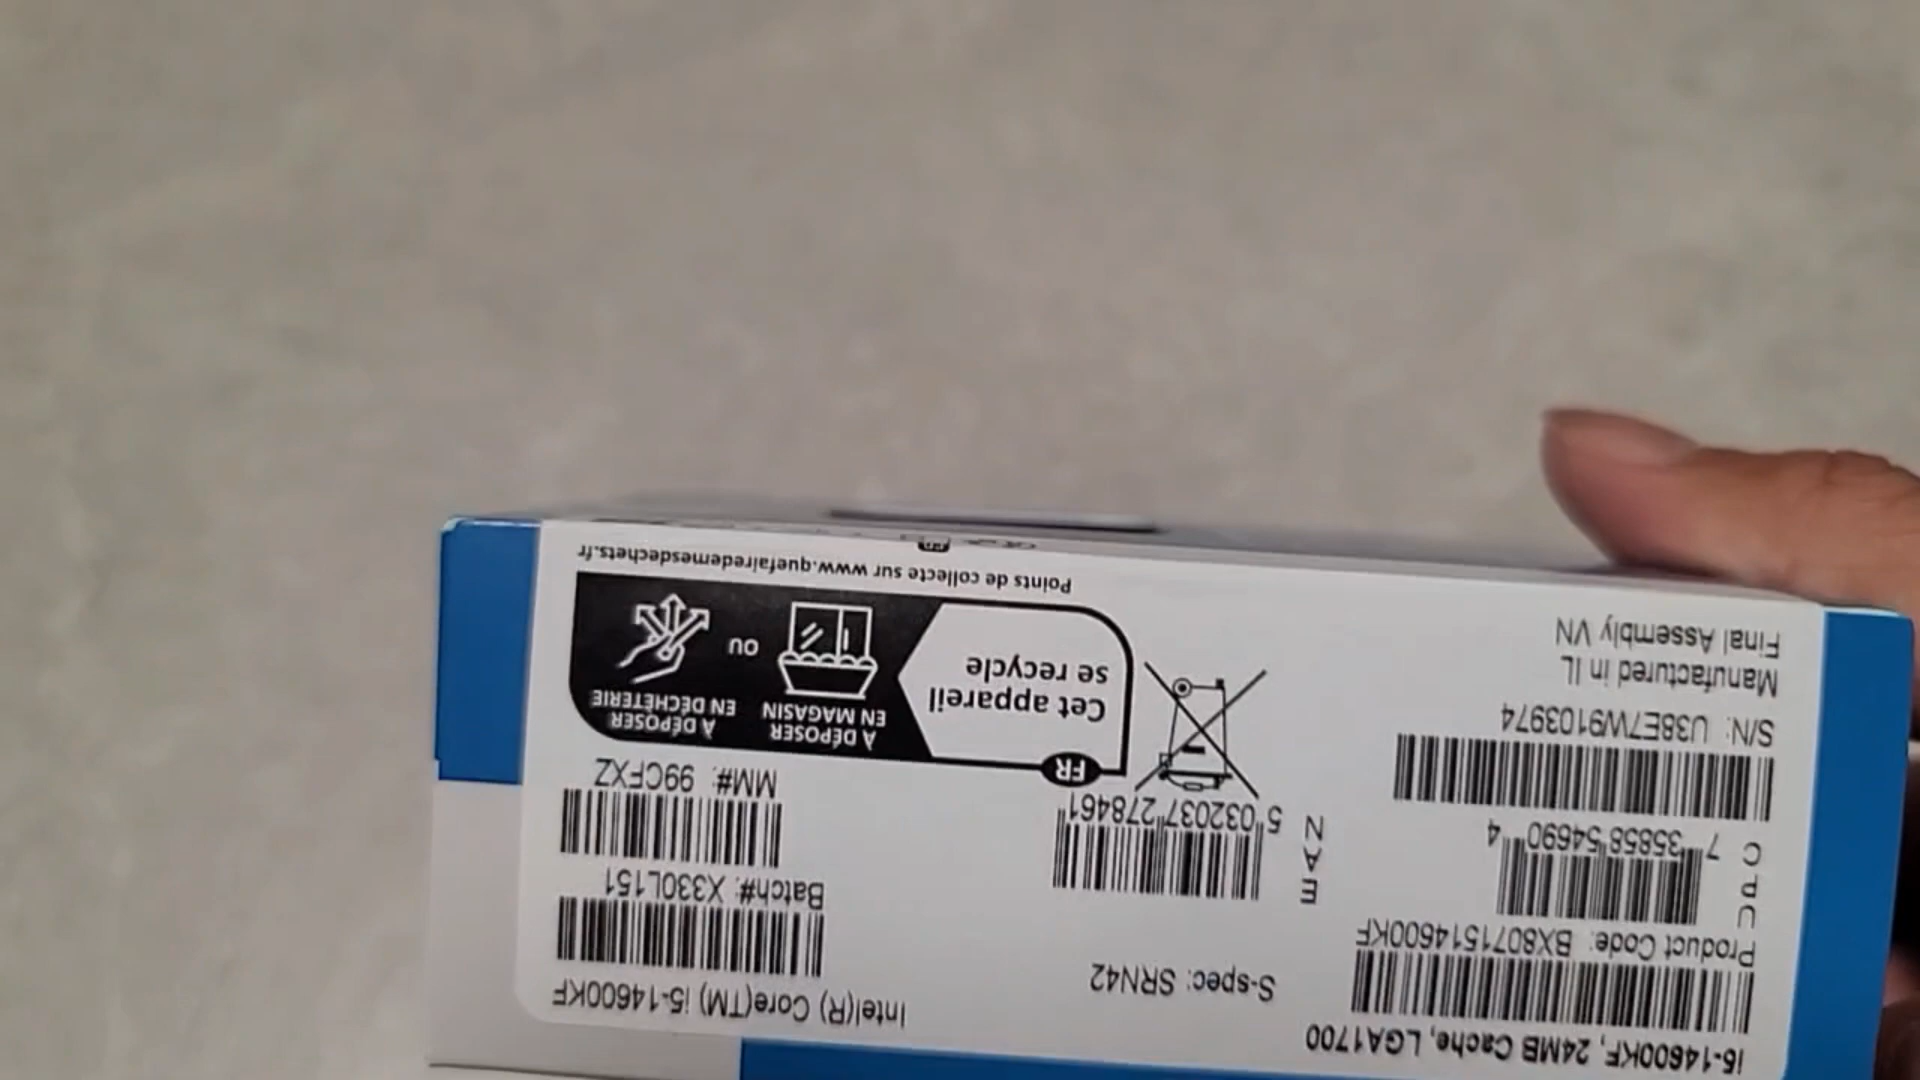 i5-14600KF, 24MB Cache, LGA1700
Product Code: BX8071514600KF
UPC
7 35858 54690 4
S/N: U38E7W9103974
Manufactured in IL
Final Assembly VN
S-spec: SRN42
EAN
5 032037 278461
Intel(R) Core(TM) i5-14600KF
Batch#: X330L151
MM#: 99CFXZ
FR
Cet appareil
se recycle
À DÉPOSER
EN MAGASIN
OU
À DÉPOSER
EN DÉCHÈTERIE
Points de collecte sur www.quefairedemesdechets.fr